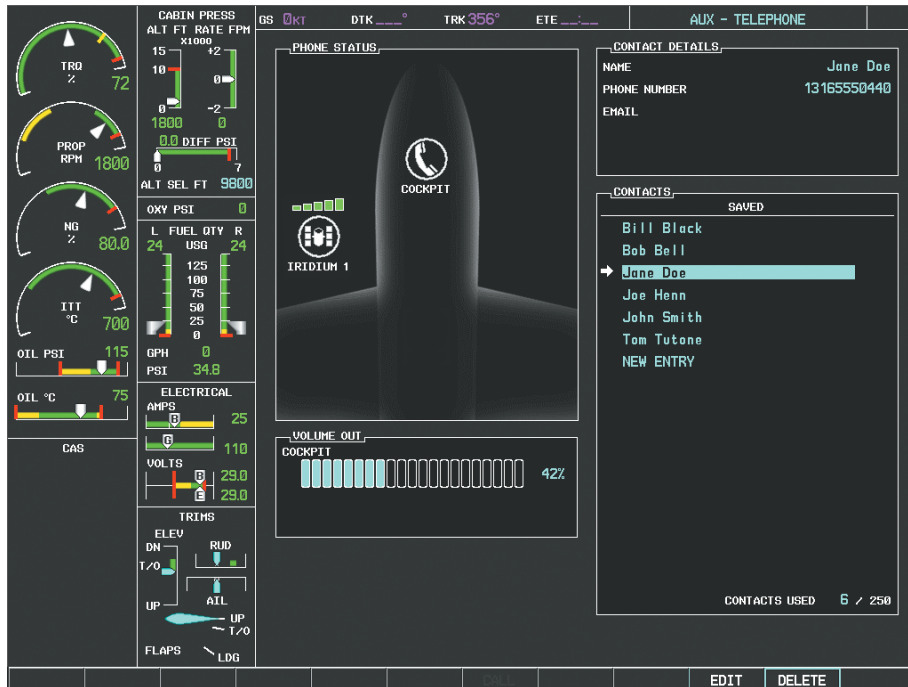 GS 0KT DTK ___° TRK 356° ETE __:__ AUX – TELEPHONE
TRQ
%
72
PROP
RPM
1800
NG
%
80.0
ITT
°C
700
OIL PSI 115
OIL °C 75
CAS
CABIN PRESS
ALT FT RATE FPM
X1000
15 +2
10 0
0 -2
1800 0
0.0 DIFF PSI
0 7
ALT SEL FT 9800
OXY PSI 0
L FUEL QTY R
24 USG 24
125
100
75
50
25
0
GPH 0
PSI 34.8
ELECTRICAL
AMPS
B 25
G 110
VOLTS
B 29.0
E 29.0
TRIMS
ELEV
DN RUD
T/O
UP AIL
UP
T/O
FLAPS LDG
PHONE STATUS
COCKPIT
IRIDIUM 1
VOLUME OUT
COCKPIT
42%
CONTACT DETAILS
NAME Jane Doe
PHONE NUMBER 13165550440
EMAIL
CONTACTS
SAVED
Bill Black
Bob Bell
Jane Doe
Joe Henn
John Smith
Tom Tutone
NEW ENTRY
CONTACTS USED 6 / 250
CALL EDIT DELETE